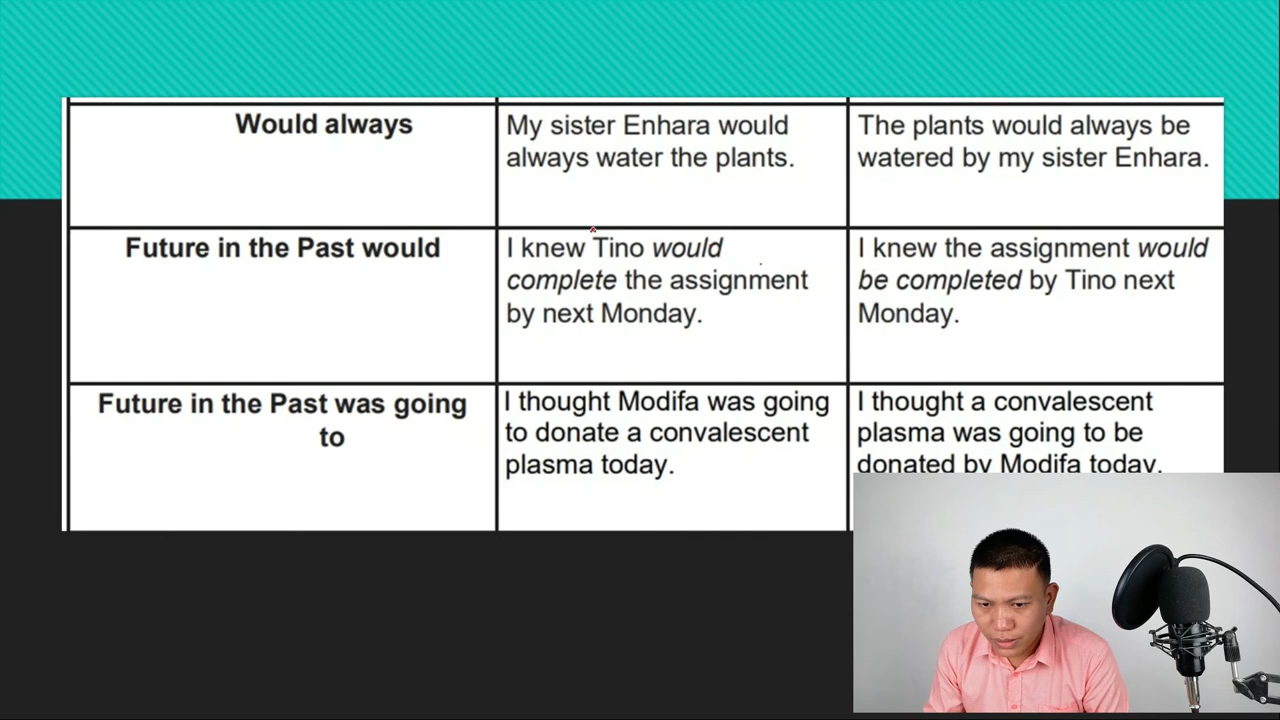 Would always
My sister Enhara would
always water the plants.
The plants would always be
watered by my sister Enhara.
Future in the Past would
I knew Tino would
complete the assignment
by next Monday.
I knew the assignment would
be completed by Tino next
Monday.
Future in the Past was going
to
I thought Modifa was going
to donate a convalescent
plasma today.
I thought a convalescent
plasma was going to be
donated by Modifa today.